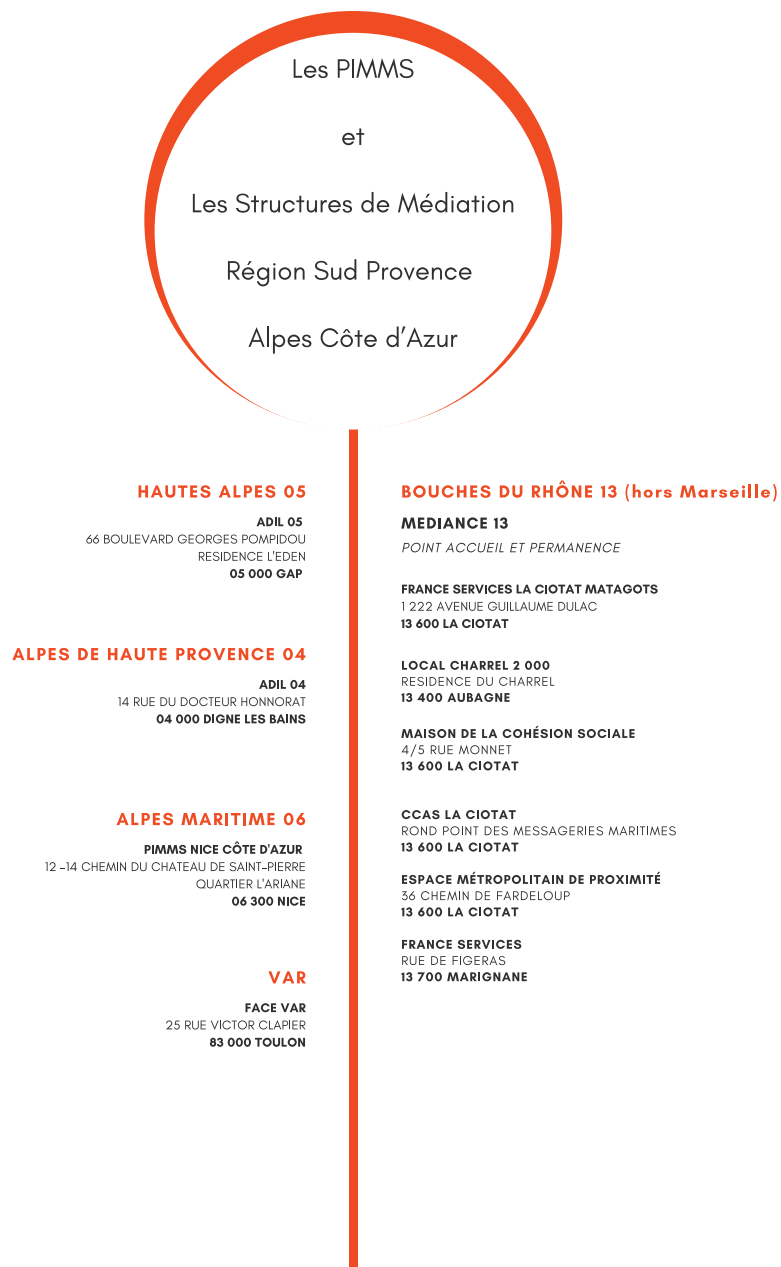 Les PIMMS
et
Les Structures de Médiation
Région Sud Provence
Alpes Côte d'Azur
HAUTES ALPES 05
ADIL 05
66 BOULEVARD GEORGES POMPIDOU
RESIDENCE L'EDEN
05 000 GAP
ALPES DE HAUTE PROVENCE 04
ADIL 04
14 RUE DU DOCTEUR HONNORAT
04 000 DIGNE LES BAINS
ALPES MARITIME 06
PIMMS NICE CÔTE D'AZUR
12 -14 CHEMIN DU CHATEAU DE SAINT-PIERRE
QUARTIER L'ARIANE
06 300 NICE
VAR
FACE VAR
25 RUE VICTOR CLAPIER
83 000 TOULON
BOUCHES DU RHÔNE 13 (hors Marseille)
MEDIANCE 13
POINT ACCUEIL ET PERMANENCE
FRANCE SERVICES LA CIOTAT MATAGOTS
1 222 AVENUE GUILLAUME DULAC
13 600 LA CIOTAT
LOCAL CHARREL 2 000
RESIDENCE DU CHARREL
13 400 AUBAGNE
MAISON DE LA COHÉSION SOCIALE
4/5 RUE MONNET
13 600 LA CIOTAT
CCAS LA CIOTAT
ROND POINT DES MESSAGERIES MARITIMES
13 600 LA CIOTAT
ESPACE MÉTROPOLITAIN DE PROXIMITÉ
36 CHEMIN DE FARDELOUP
13 600 LA CIOTAT
FRANCE SERVICES
RUE DE FIGERAS
13 700 MARIGNANE